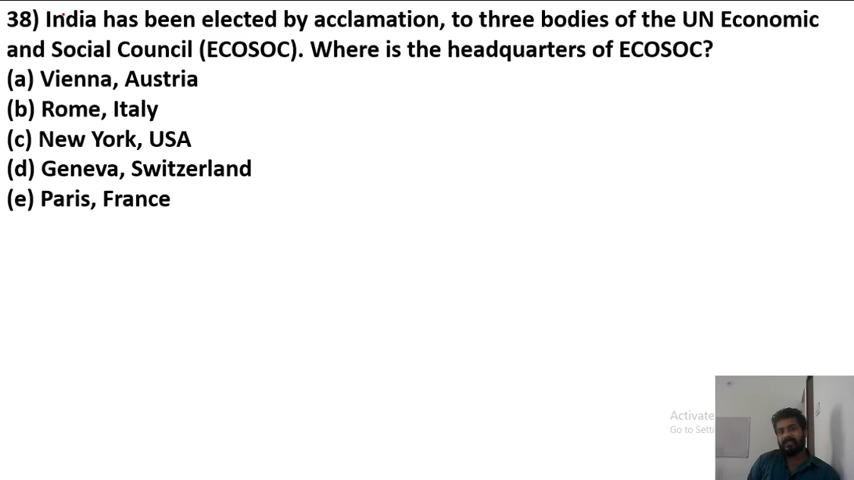 38) India has been elected by acclamation, to three bodies of the UN Economic
and Social Council (ECOSOC). Where is the headquarters of ECOSOC?
(a) Vienna, Austria
(b) Rome, Italy
(c) New York, USA
(d) Geneva, Switzerland
(e) Paris, France
Activate
Go to